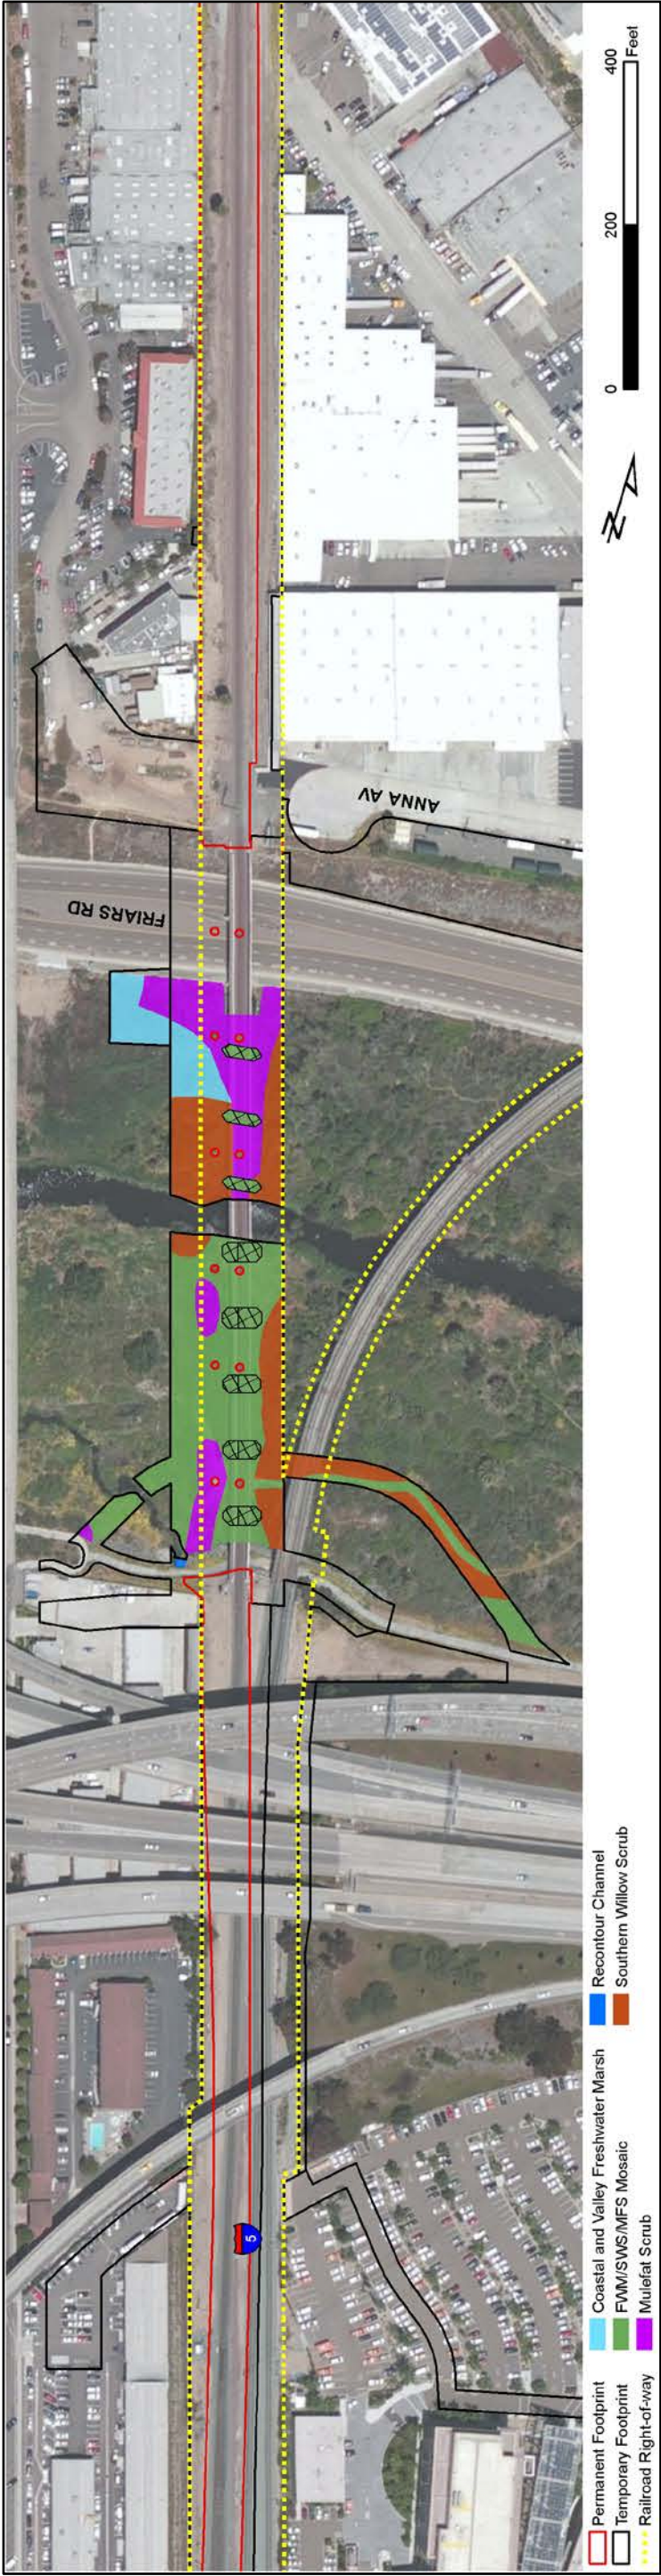 FRIARS RD
ANNA AV
5
Permanent Footprint
Temporary Footprint
Railroad Right-of-way
Coastal and Valley Freshwater Marsh
FWM/SWS/MFS Mosaic
Mulefat Scrub
Recontour Channel
Southern Willow Scrub
N
0 200 400
Feet